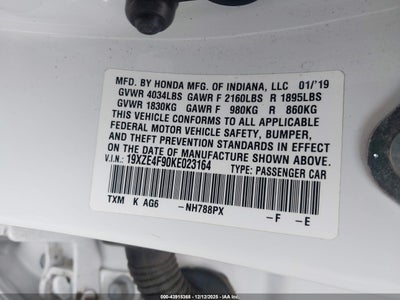 MFD. BY HONDA MFG. OF INDIANA, LLC 01/'19
GVWR 4034LBS GAWR F 2160LBS R 1895LBS
GVWR 1830KG GAWR F 980KG R 860KG
THIS VEHICLE CONFORMS TO ALL APPLICABLE
FEDERAL MOTOR VEHICLE SAFETY, BUMPER,
AND THEFT PREVENTION STANDARDS IN EFFECT
ON THE DATE OF MANUFACTURE SHOWN ABOVE.
V.I.N.: 19XZE4F90KE023164 TYPE: PASSENGER CAR
TXM K AG6 -NH788PX -F -E
000-43915368 - 12/12/2025 - IAA Inc.